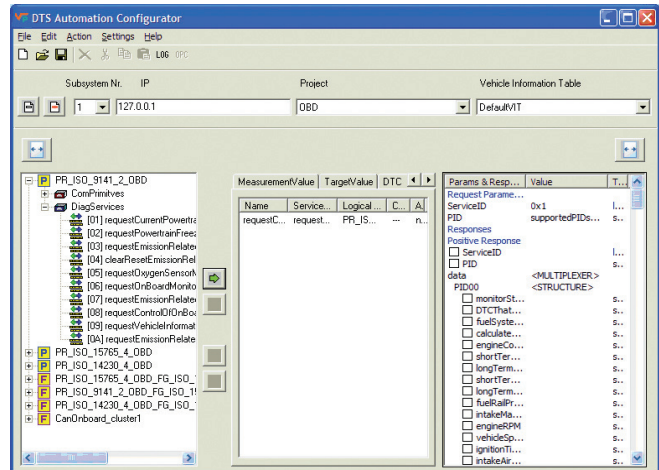 DTS Automation Configurator
File Edit Action Settings Help
LOG OPC
Subsystem Nr. IP Project Vehicle Information Table
1 127.0.0.1 OBD DefaultVIT
PR_ISO_9141_2_OBD
ComPrimitves
DiagServices
[01] requestCurrentPowertra
[02] requestPowertrainFreez
[03] requestEmissionRelate
[04] clearResetEmissionRel
[05] requestOxygenSensorM
[06] requestOnBoardMonito
[07] requestEmissionRelate
[08] requestControlOfOnBoa
[09] requestVehicleInformat
[0A] requestEmissionRelate
PR_ISO_15765_4_OBD
PR_ISO_14230_4_OBD
PR_ISO_15765_4_OBD_FG_ISO_
PR_ISO_9141_2_OBD_FG_ISO_1
PR_ISO_14230_4_OBD_FG_ISO_
CanOnboard_cluster1
MeasurementValue TargetValue DTC
Name Service... Logical ... C... A
requestC... request... PR_IS... --- n...
Params & Resp... Value T...
Request Parame...
ServiceID 0x1 I...
PID supportedPIDs... s..
Responses
Positive Response
ServiceID I...
PID s..
data <MULTIPLEXER>
PID00 <STRUCTURE>
monitorSt... s..
DTCThat... s..
fuelSyste... s..
calculate... s..
engineCo... s..
shortTer... s..
longTerm... s..
shortTer... s..
longTerm... s..
fuelRailPr... s..
intakeMa... s..
engineRPM s..
vehicleSp... s..
ignitionTi... s..
intakeAir... s..